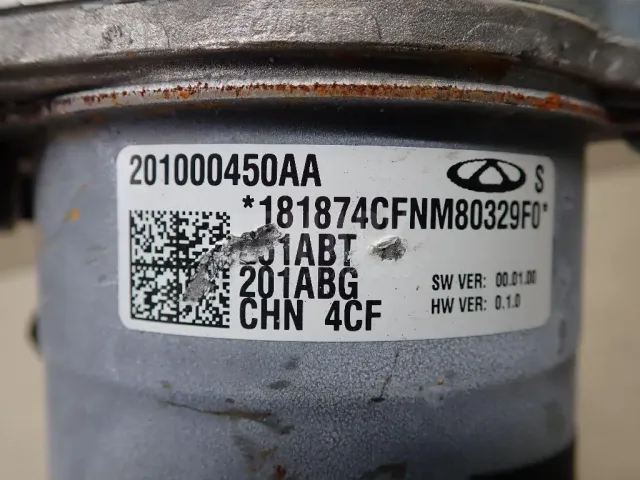 201000450AA
S
*181874CFNM80329F0*
201ABG
SW VER: 00.01.00
CHN 4CF
HW VER: 0.1.0